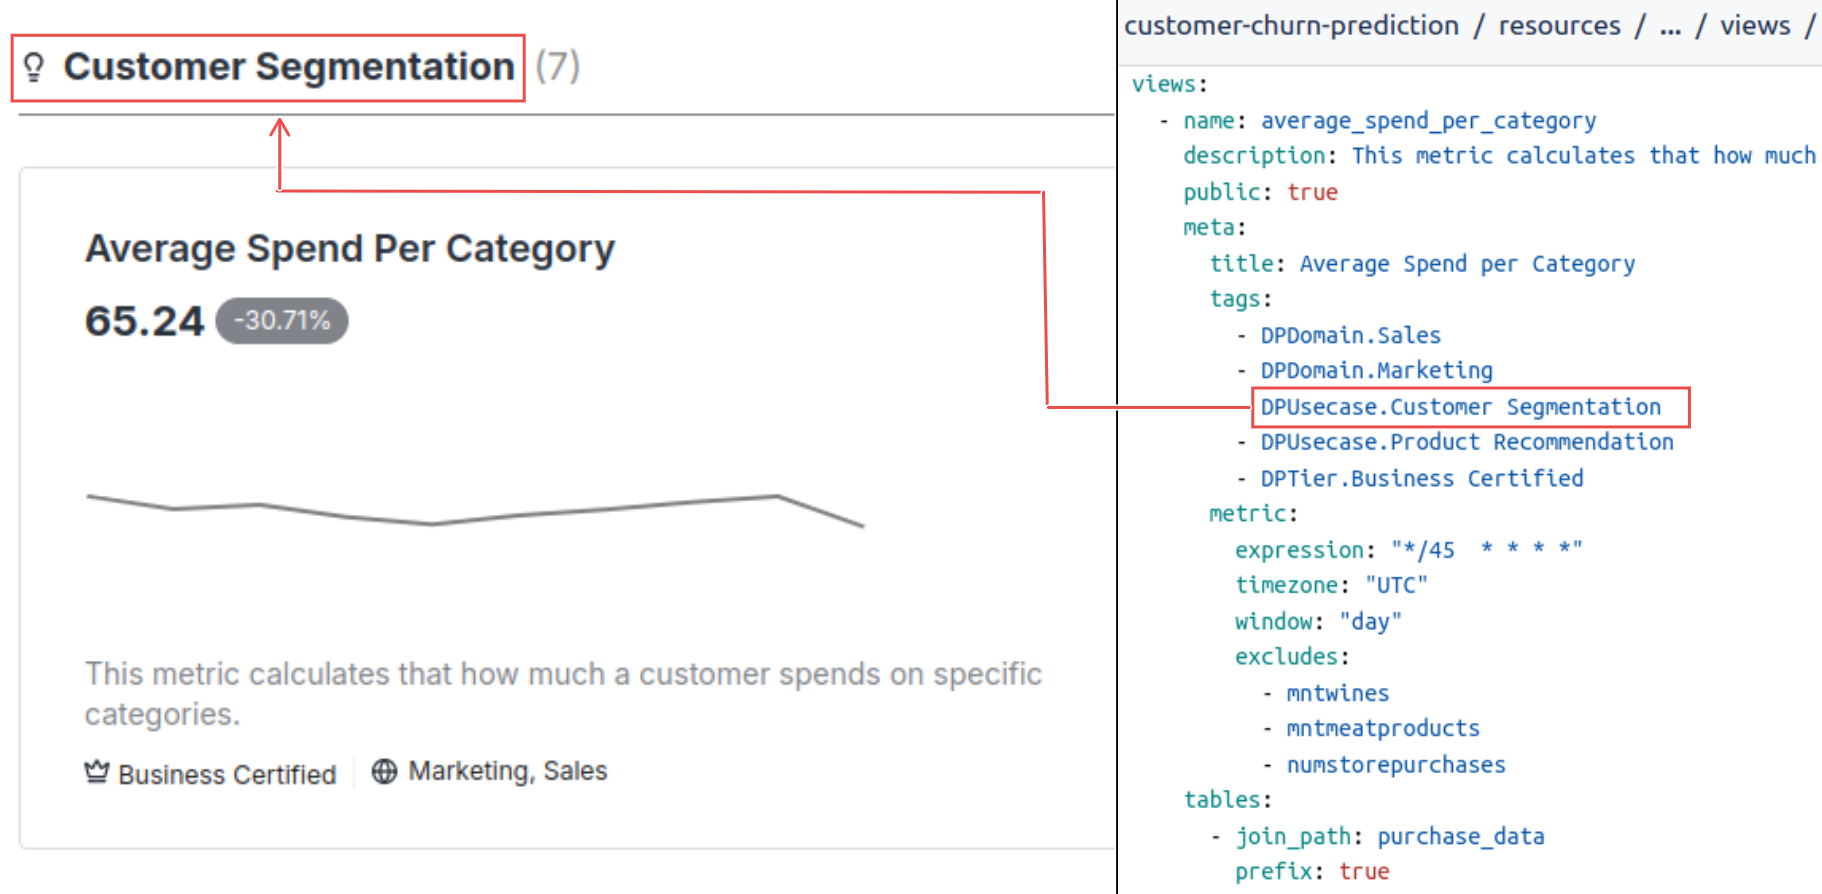 Customer Segmentation (7)
Average Spend Per Category
65.24 -30.71%
This metric calculates that how much a customer spends on specific
categories.
Business Certified
Marketing, Sales
customer-churn-prediction / resources / ... / views /
views:
- name: average_spend_per_category
description: This metric calculates that how much
public: true
meta:
title: Average Spend per Category
tags:
- DPDomain.Sales
- DPDomain.Marketing
DPUsecase.Customer Segmentation
- DPUsecase.Product Recommendation
- DPTier.Business Certified
metric:
expression: "*/45  * * * *"
timezone: "UTC"
window: "day"
excludes:
- mntwines
- mntmeatproducts
- numstorepurchases
tables:
- join_path: purchase_data
prefix: true